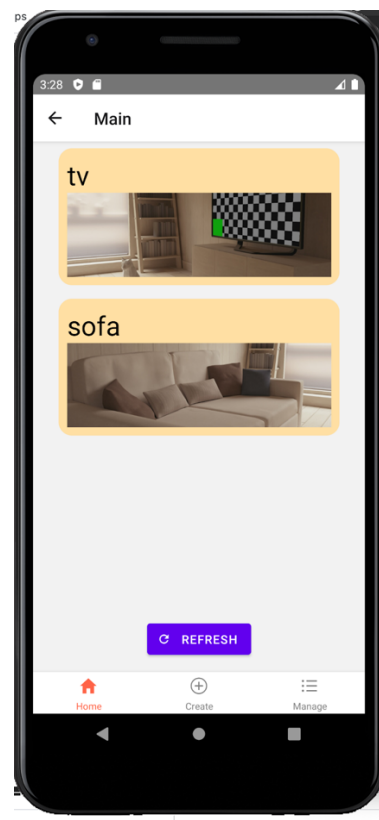 ps
3:28
Main
tv
sofa
REFRESH
Home
Create
Manage